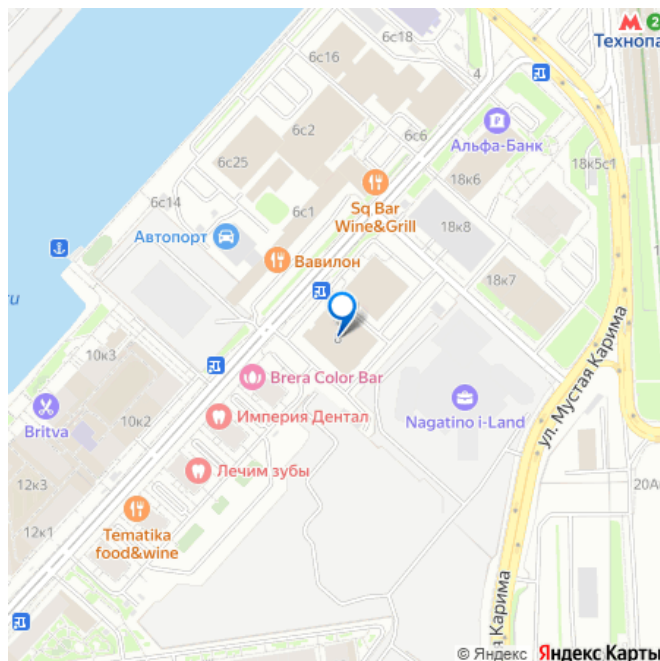 6с18
6с16
4
М 2
Технопа
6с2
6с6
Альфа-Банк
18к5с1
6с25
18к6
6с14
6с1
Sq Bar
Wine&Grill
18к8
Автопорт
Вавилон
18к7
ул. Мустая Карима
10к3
Brera Color Bar
Britva
10к2
Империя Дентал
Nagatino i-Land
Лечим зубы
12к3
12к1
Tematika
food&wine
© Яндекс Яндекс Карты